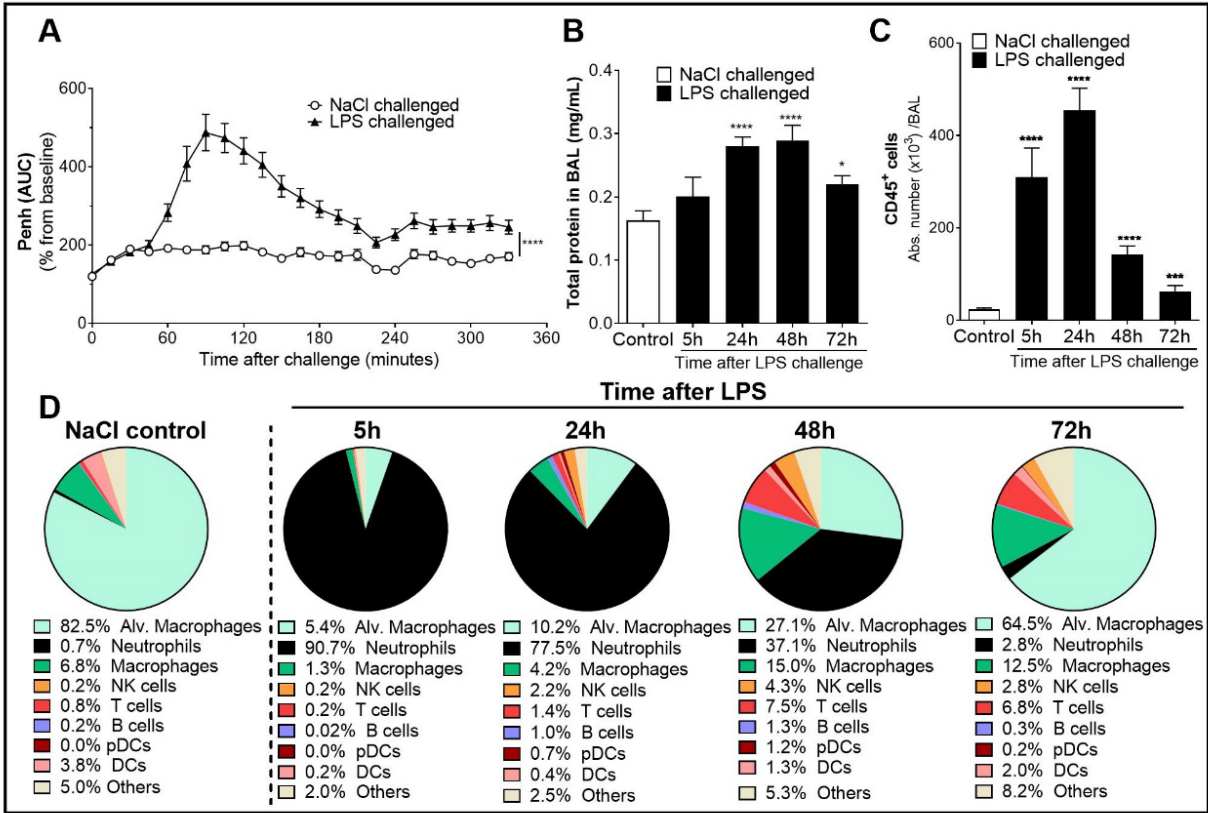 A
Penh (AUC)
(% from baseline)
600
400
200
0
NaCl challenged
LPS challenged
****
0 60 120 180 240 300 360
Time after challenge (minutes)
B
NaCl challenged
LPS challenged
Total protein in BAL (mg/mL)
0.4
0.3
0.2
0.1
0.0
**** **** *
Control 5h 24h 48h 72h
Time after LPS challenge
C
NaCl challenged
LPS challenged
CD45+ cells
Abs. number (x10³) /BAL
600
400
200
0
**** **** **** ***
Control 5h 24h 48h 72h
Time after LPS challenge
D
Time after LPS
NaCl control
82.5% Alv. Macrophages
0.7% Neutrophils
6.8% Macrophages
0.2% NK cells
0.8% T cells
0.2% B cells
0.0% pDCs
3.8% DCs
5.0% Others
5h
5.4% Alv. Macrophages
90.7% Neutrophils
1.3% Macrophages
0.2% NK cells
0.2% T cells
0.02% B cells
0.0% pDCs
0.2% DCs
2.0% Others
24h
10.2% Alv. Macrophages
77.5% Neutrophils
4.2% Macrophages
2.2% NK cells
1.4% T cells
1.0% B cells
0.7% pDCs
0.4% DCs
2.5% Others
48h
27.1% Alv. Macrophages
37.1% Neutrophils
15.0% Macrophages
4.3% NK cells
7.5% T cells
1.3% B cells
1.2% pDCs
1.3% DCs
5.3% Others
72h
64.5% Alv. Macrophages
2.8% Neutrophils
12.5% Macrophages
2.8% NK cells
6.8% T cells
0.3% B cells
0.2% pDCs
2.0% DCs
8.2% Others